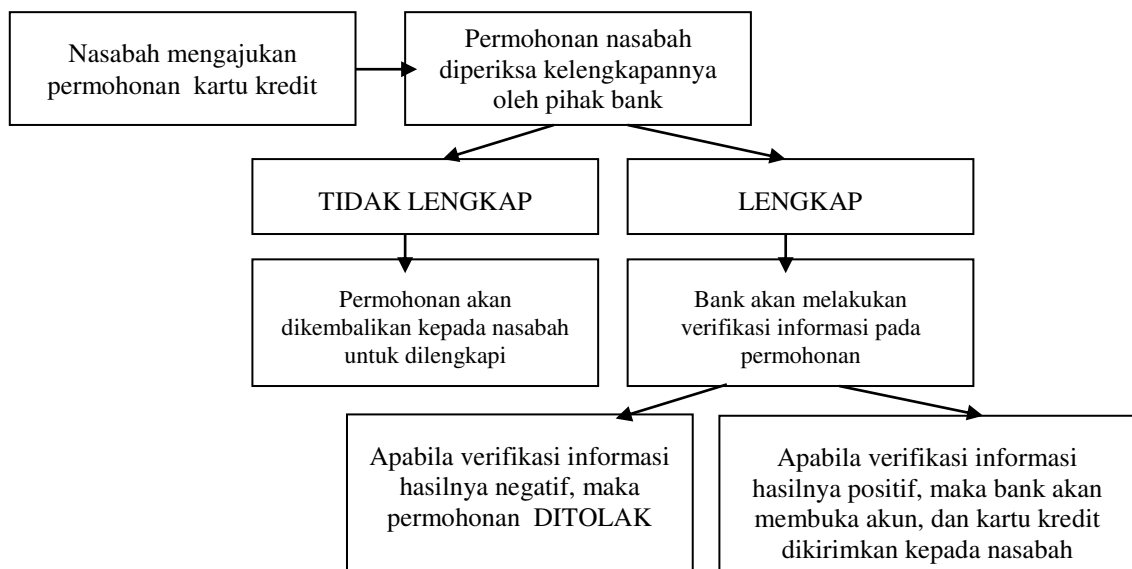 Nasabah mengajukan
permohonan kartu kredit
Permohonan nasabah
diperiksa kelengkapannya
oleh pihak bank
TIDAK LENGKAP
LENGKAP
Permohonan akan
dikembalikan kepada nasabah
untuk dilengkapi
Bank akan melakukan
verifikasi informasi pada
permohonan
Apabila verifikasi informasi
hasilnya negatif, maka
permohonan DITOLAK
Apabila verifikasi informasi
hasilnya positif, maka bank akan
membuka akun, dan kartu kredit
dikirimkan kepada nasabah